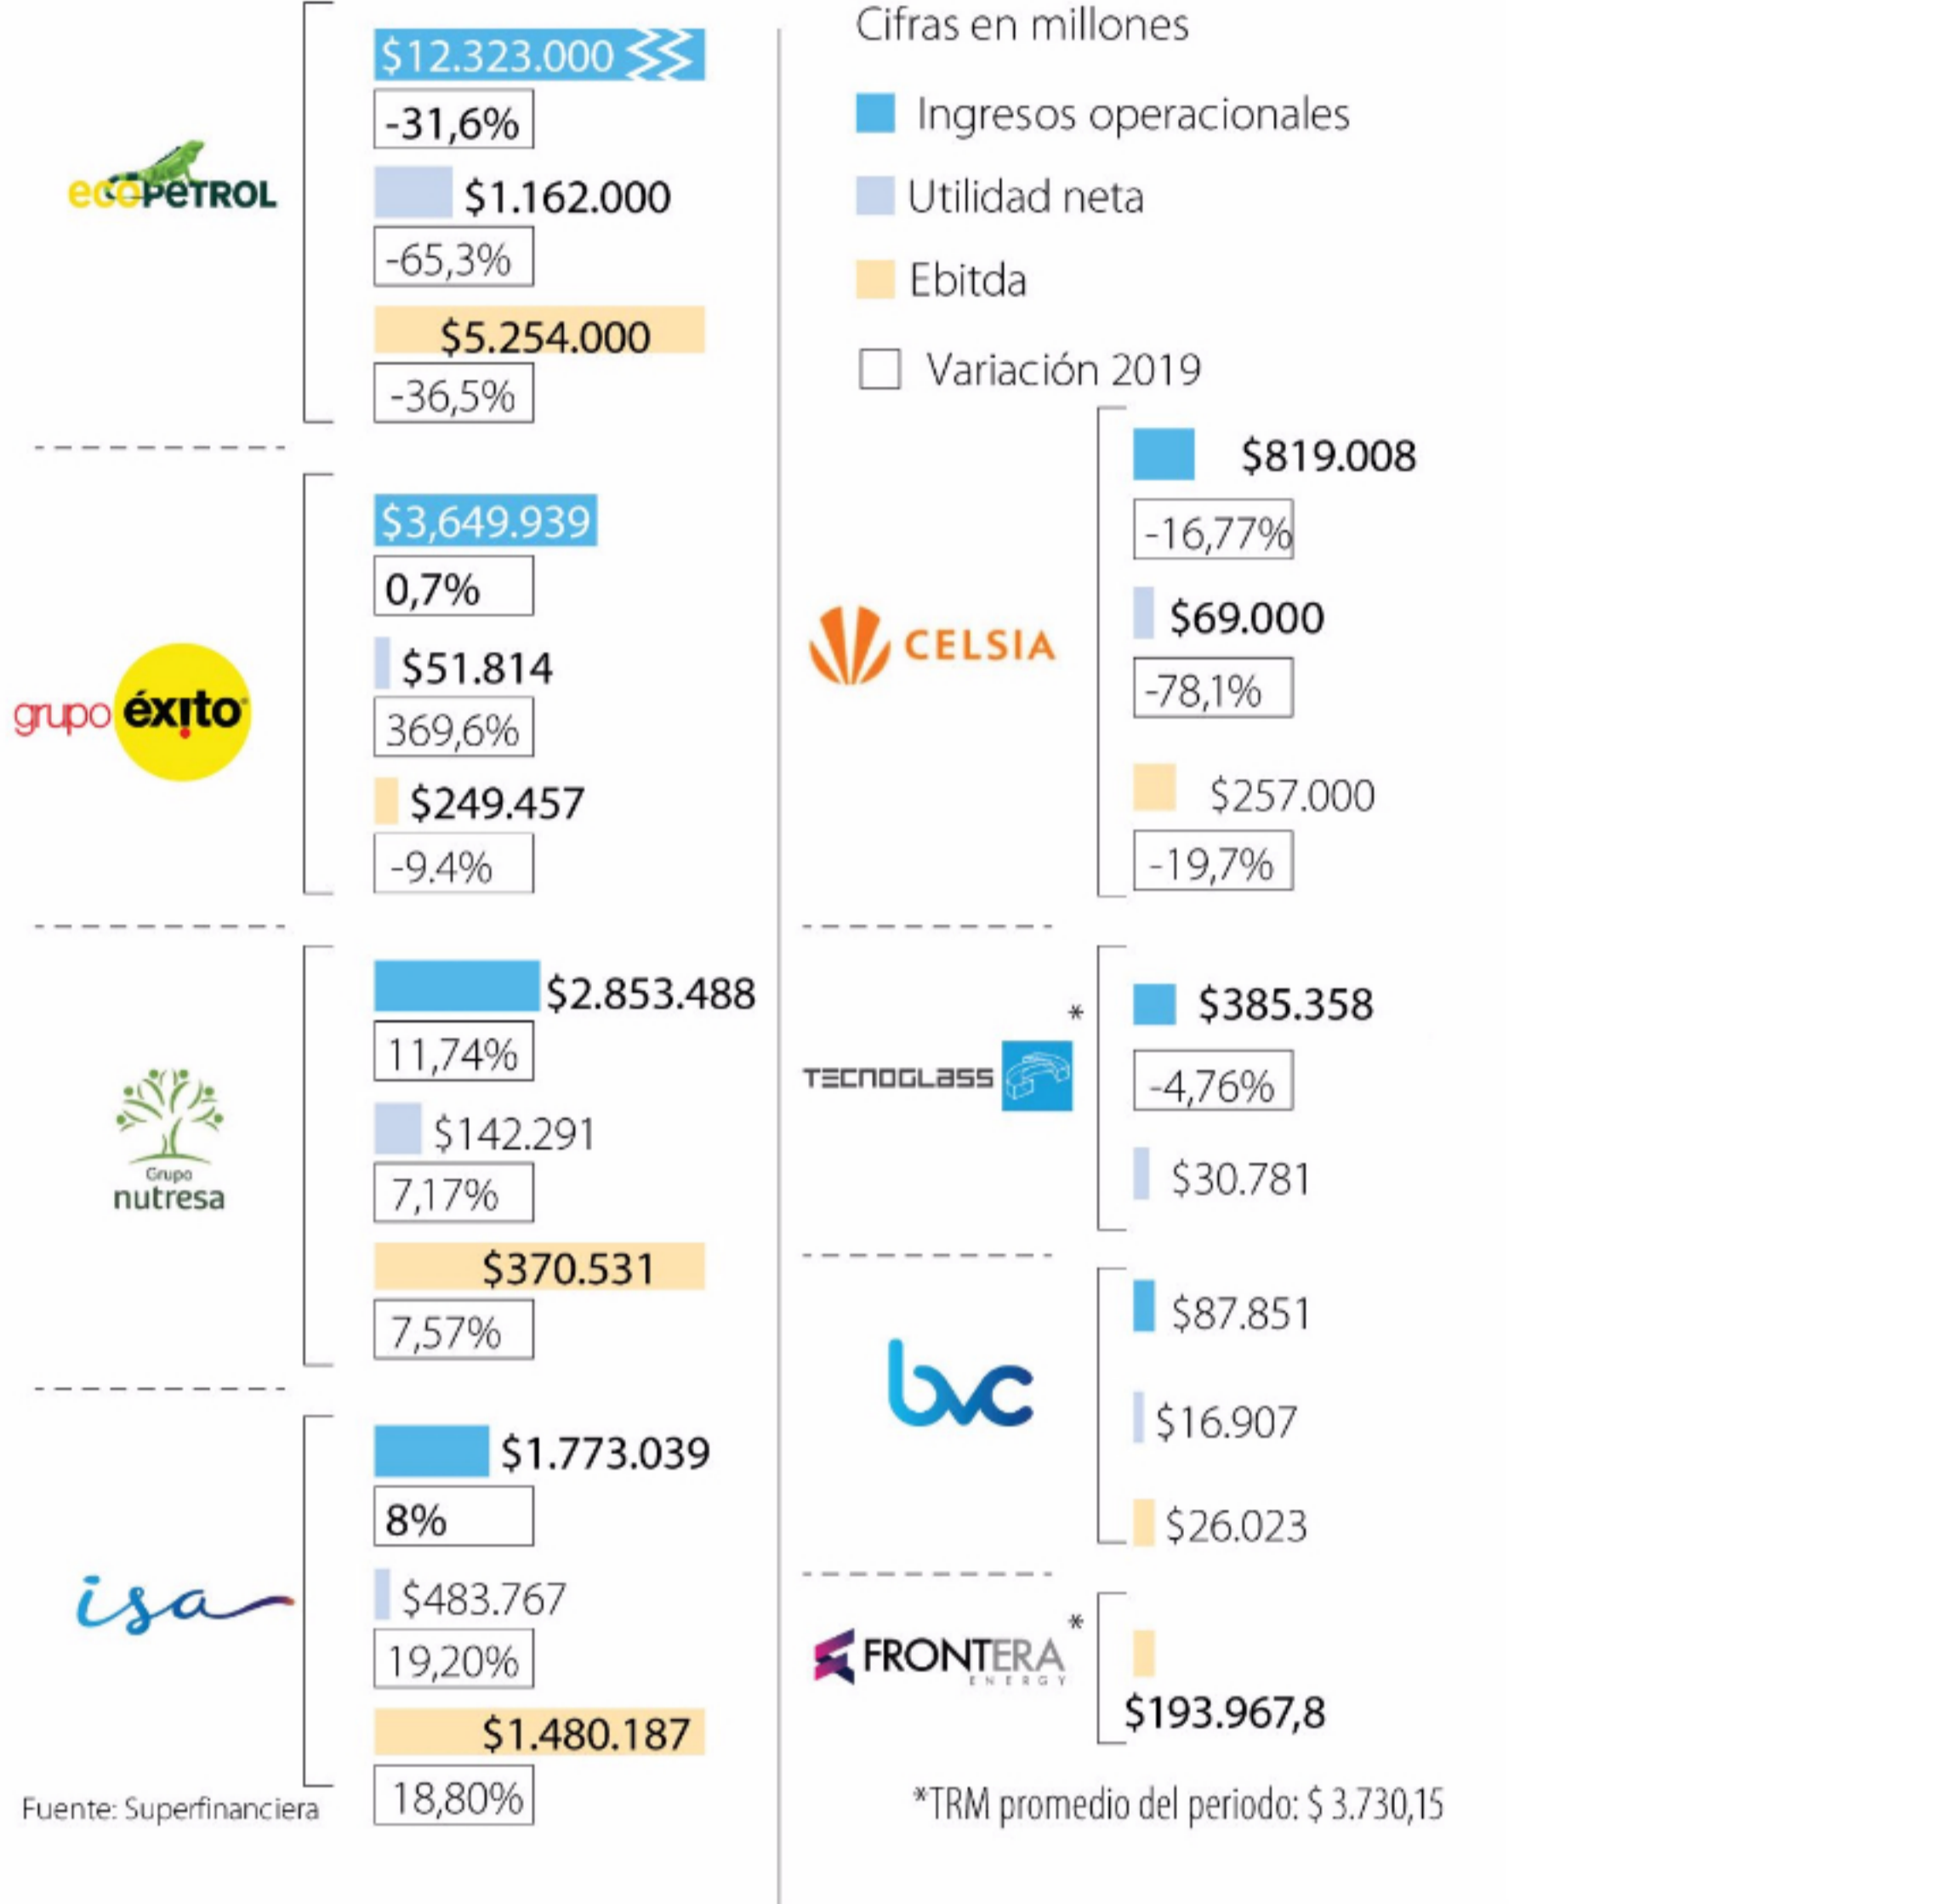 $12.323.000
-31,6%
ecopetrol
$1.162.000
-65,3%
$5.254.000
-36,5%
$3,649.939
0,7%
grupo éxito
$51.814
369,6%
$249.457
-9.4%
$2.853.488
11,74%
Grupo
nutresa
$142.291
7,17%
$370.531
7,57%
$1.773.039
8%
isa
$483.767
19,20%
$1.480.187
18,80%
Fuente: Superfinanciera
Cifras en millones
Ingresos operacionales
Utilidad neta
Ebitda
Variación 2019
$819.008
-16,77%
CELSIA
$69.000
-78,1%
$257.000
-19,7%
*
TECNOGLASS
$385.358
-4,76%
$30.781
bvc
$87.851
$16.907
$26.023
*
FRONTERA
ENERGY
$193.967,8
*TRM promedio del periodo: $ 3.730,15